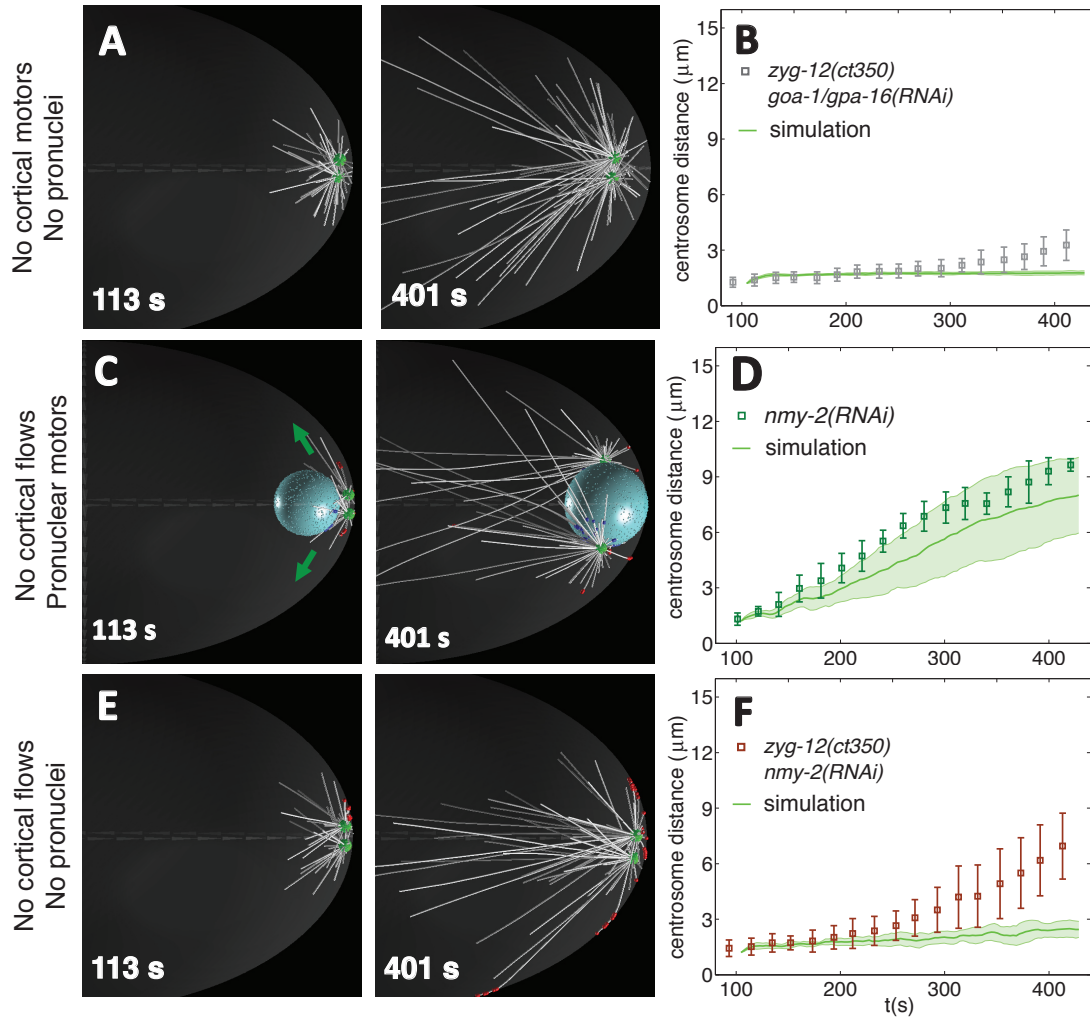 No cortical motors
No pronuclei
A
113 s
401 s
B
centrosome distance (μm)
15
12
9
6
3
0
zyg-12(ct350)
goa-1/gpa-16(RNAi)
simulation
100
200
300
400
No cortical flows
Pronuclear motors
C
113 s
401 s
D
centrosome distance (μm)
15
12
9
6
3
0
nmy-2(RNAi)
simulation
100
200
300
400
No cortical flows
No pronuclei
E
113 s
401 s
F
centrosome distance (μm)
15
12
9
6
3
0
zyg-12(ct350)
nmy-2(RNAi)
simulation
100
200
300
400
t(s)